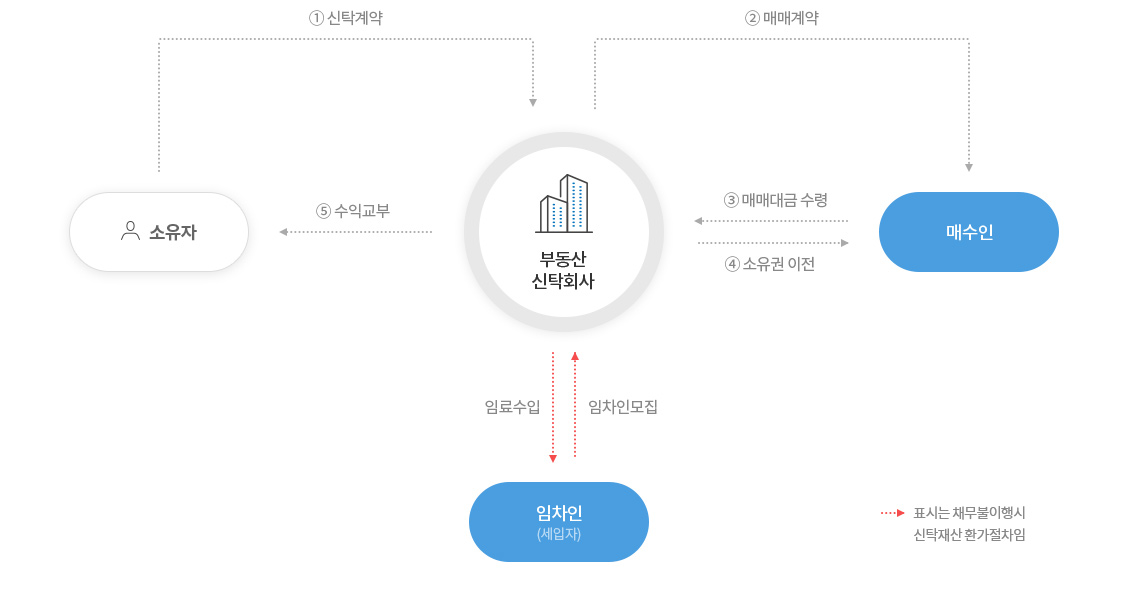 ① 신탁계약
② 매매계약
소유자
⑤ 수익교부
부동산
신탁회사
③ 매매대금 수령
④ 소유권 이전
매수인
임료수입
임차인모집
임차인
(세입자)
표시는 채무불이행시
신탁재산 환가절차임